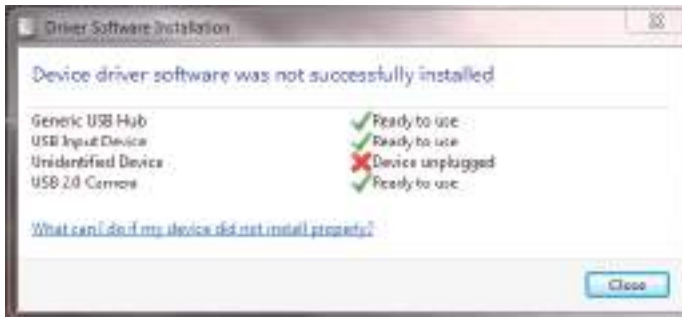 Driver Software Installation
Device driver software was not successfully installed
Generic USB Hub Ready to use
USB Input Device Ready to use
Unidentified Device Device unplugged
USB 2.0 Camera Ready to use
What can I do if my device did not install properly?
Close